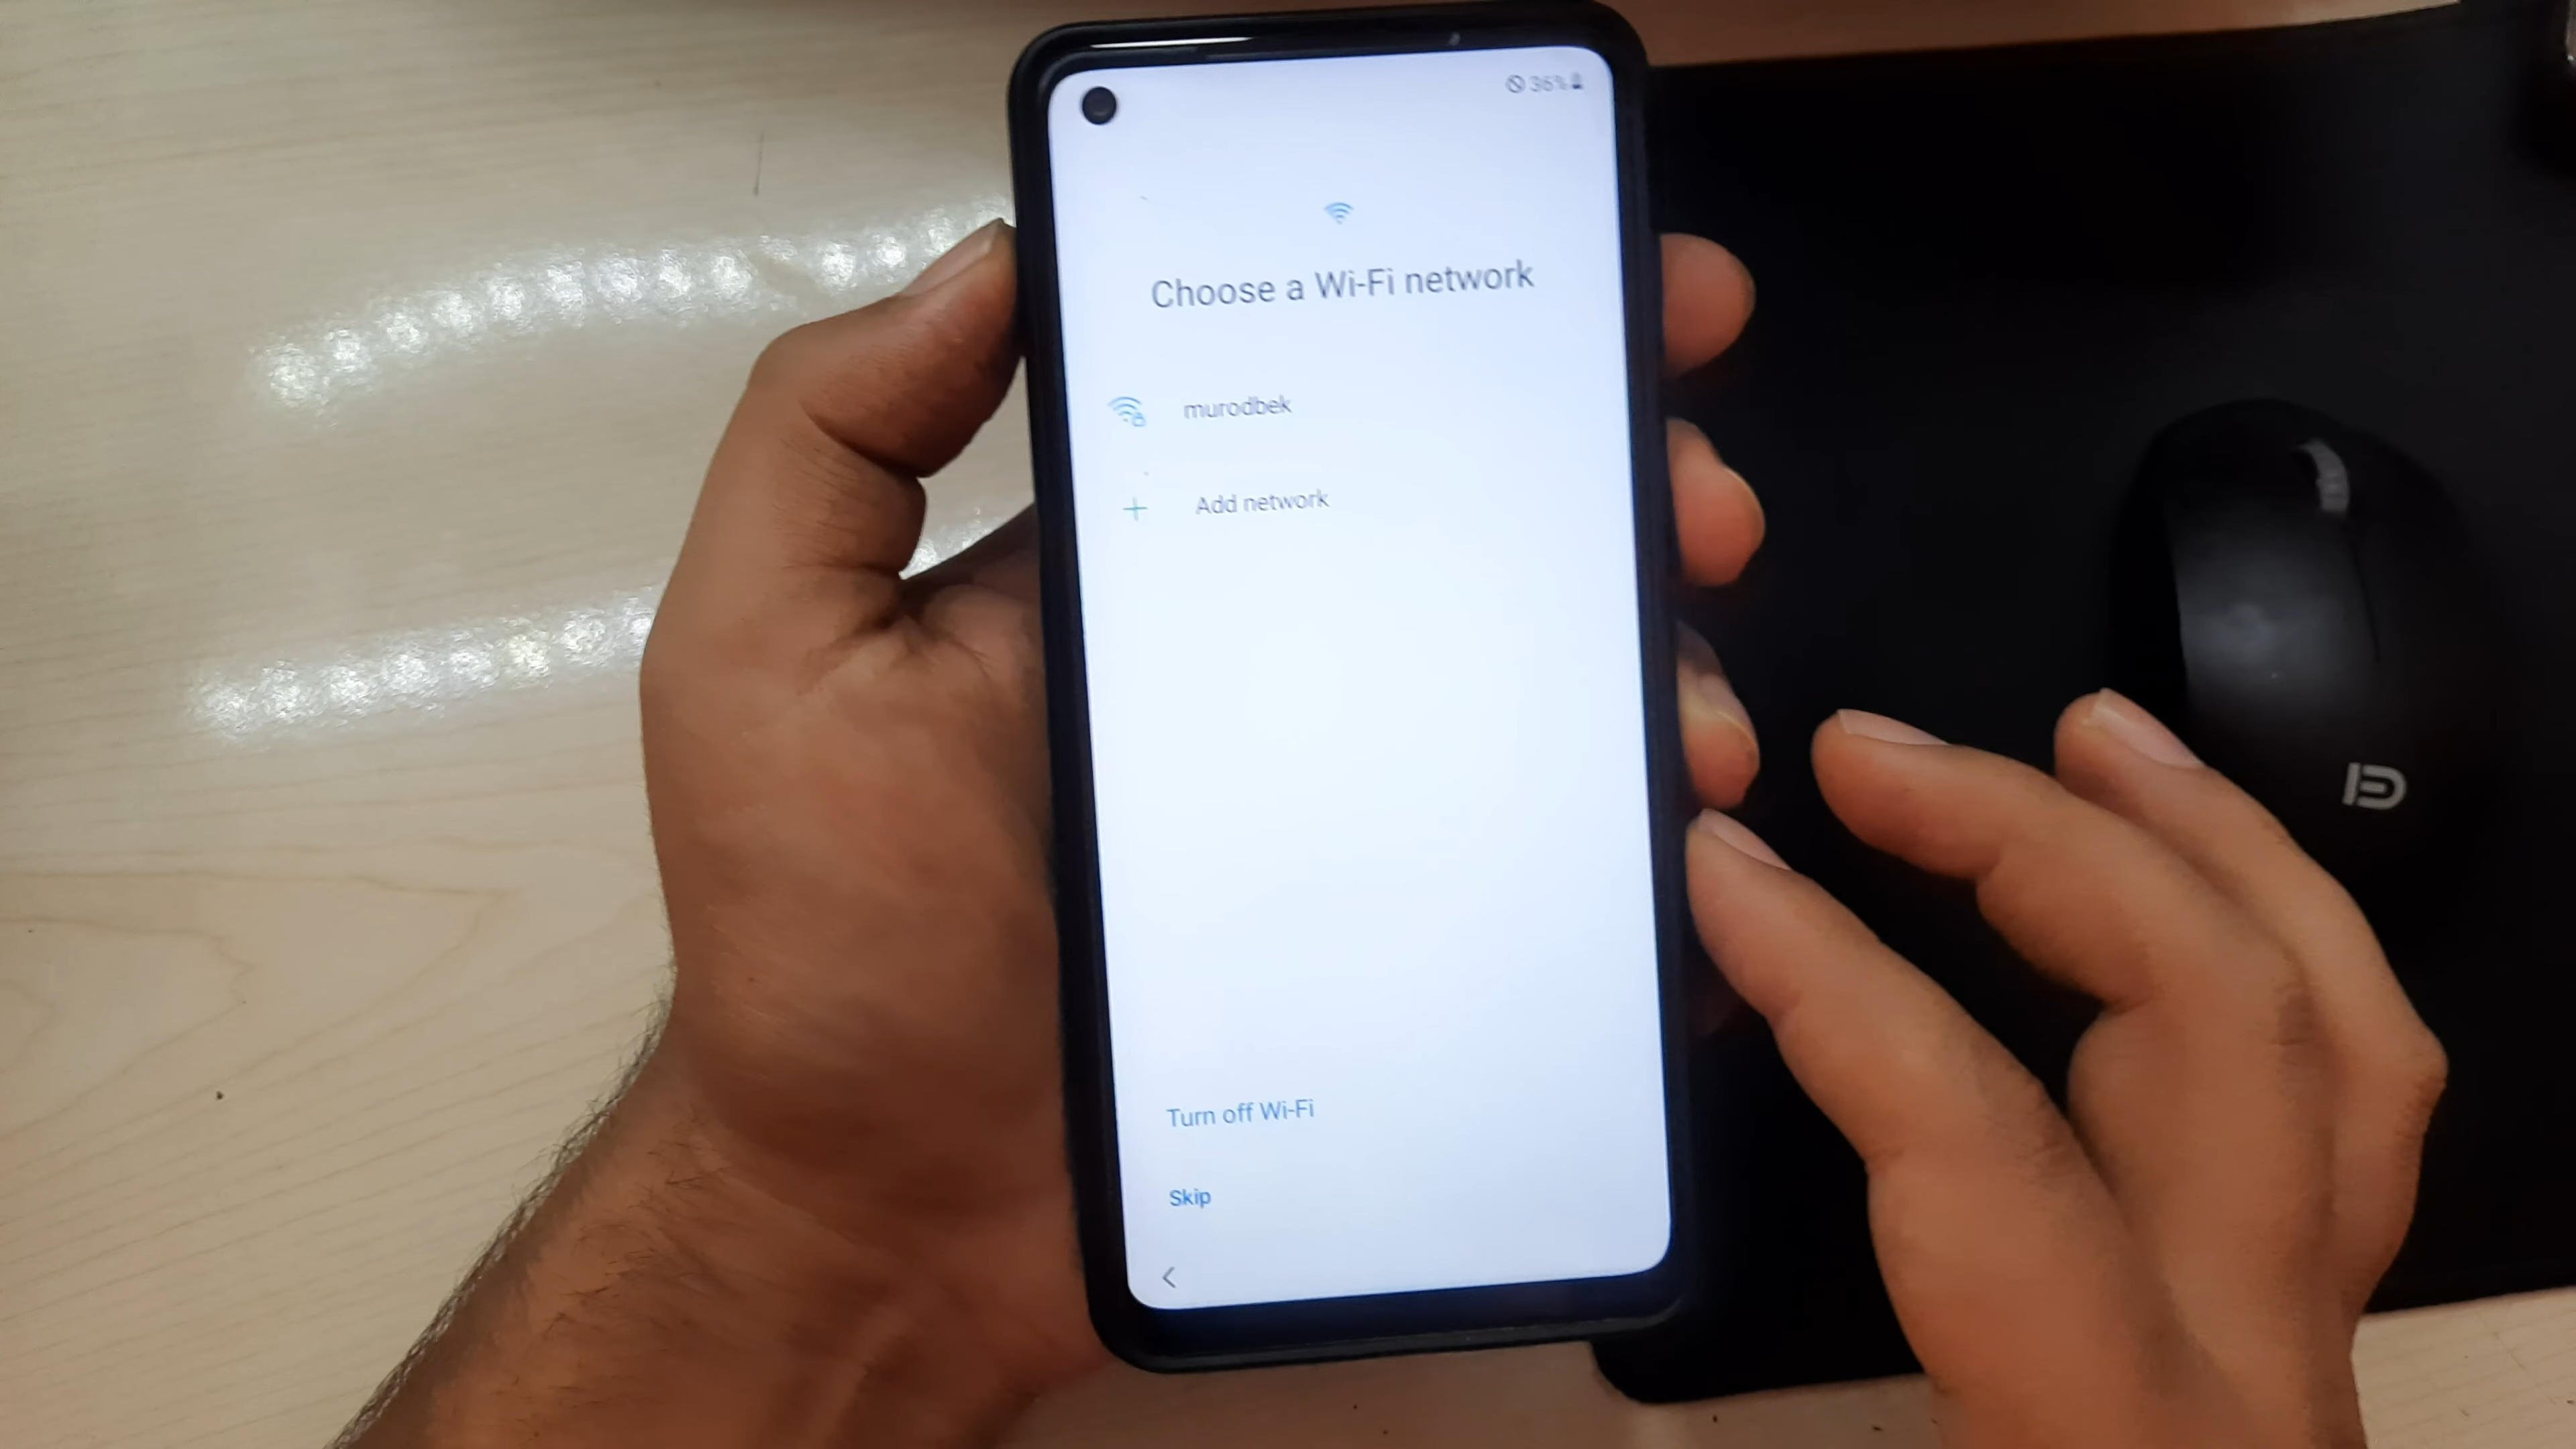 36%
Choose a Wi-Fi network
murodbek
Add network
Turn off Wi-Fi
Skip